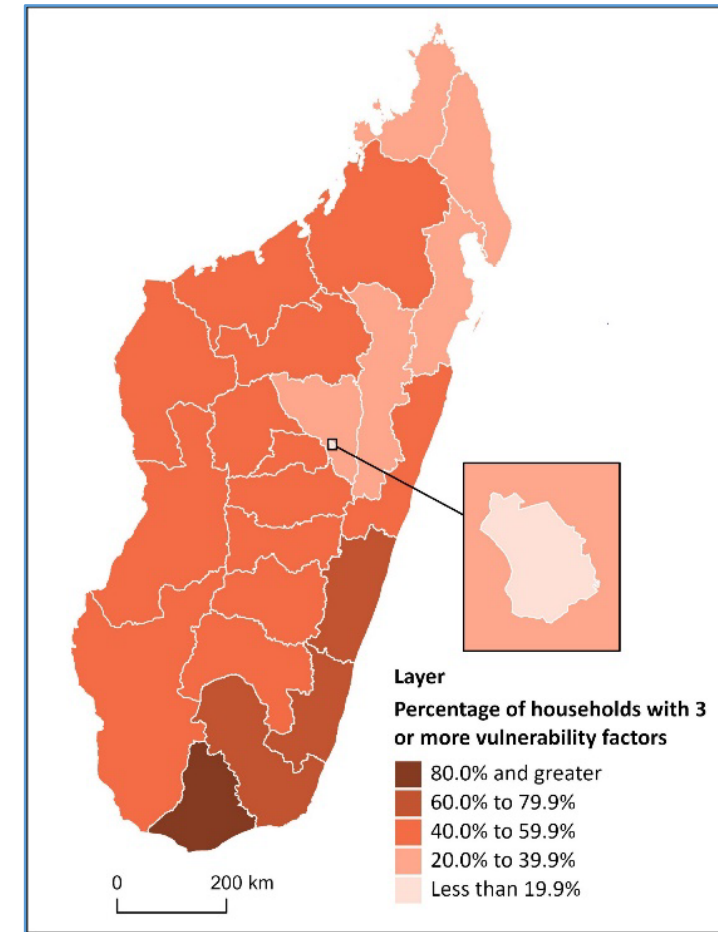 Layer
Percentage of households with 3
or more vulnerability factors
80.0% and greater
60.0% to 79.9%
40.0% to 59.9%
20.0% to 39.9%
Less than 19.9%
0 200 km